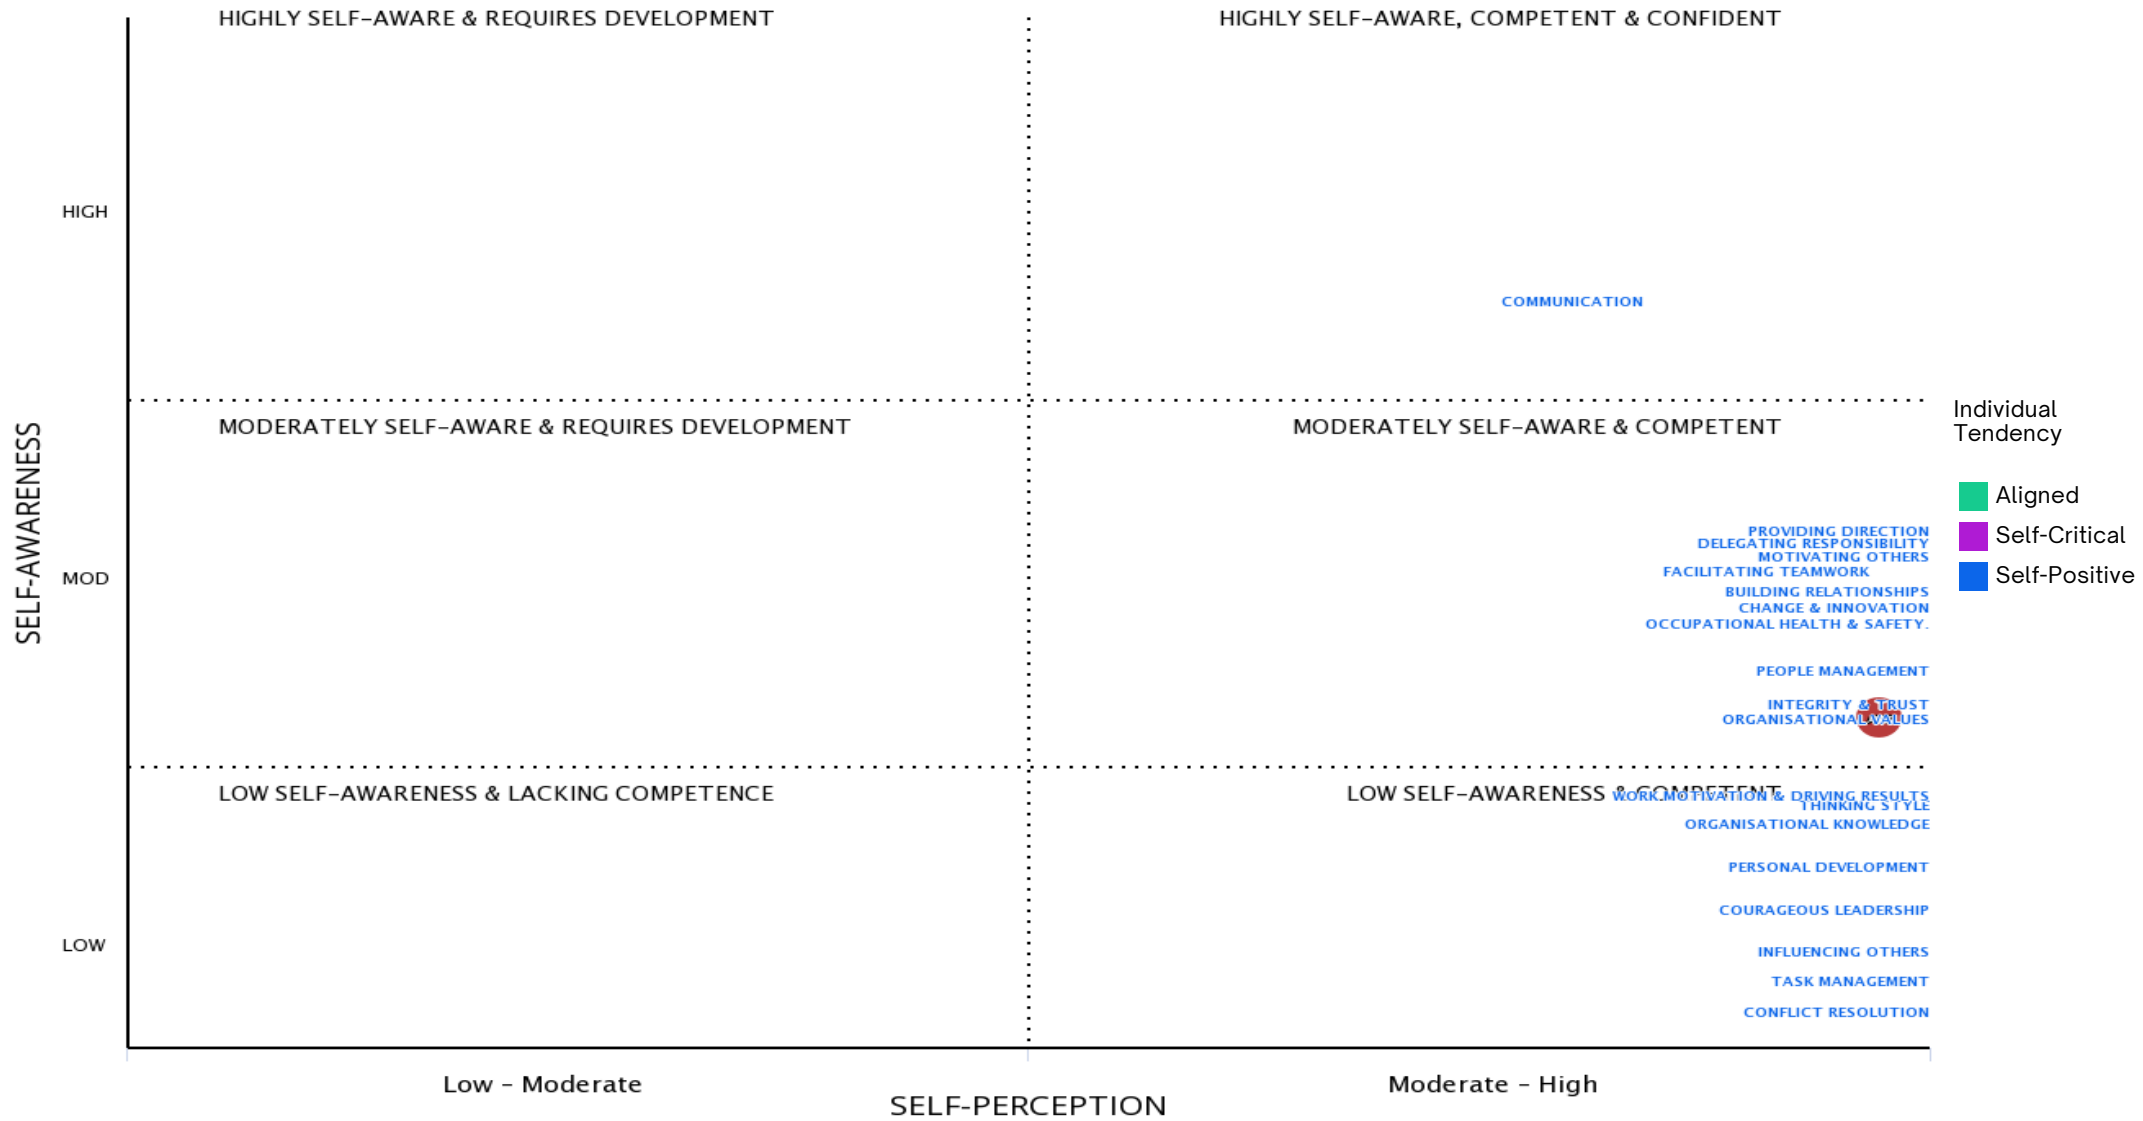 HIGHLY SELF-AWARE & REQUIRES DEVELOPMENT
HIGHLY SELF-AWARE, COMPETENT & CONFIDENT
HIGH
COMMUNICATION
SELF-AWARENESS
MODERATELY SELF-AWARE & REQUIRES DEVELOPMENT
MODERATELY SELF-AWARE & COMPETENT
Individual
Tendency
Aligned
Self-Critical
Self-Positive
MOD
PROVIDING DIRECTION
DELEGATING RESPONSIBILITY
MOTIVATING OTHERS
FACILITATING TEAMWORK
BUILDING RELATIONSHIPS
CHANGE & INNOVATION
OCCUPATIONAL HEALTH & SAFETY.
PEOPLE MANAGEMENT
INTEGRITY & TRUST
ORGANISATIONAL VALUES
LOW SELF-AWARENESS & LACKING COMPETENCE
LOW SELF-AWARENESS & COMPETENT
WORK MOTIVATION & DRIVING RESULTS
THINKING STYLE
ORGANISATIONAL KNOWLEDGE
PERSONAL DEVELOPMENT
COURAGEOUS LEADERSHIP
LOW
INFLUENCING OTHERS
TASK MANAGEMENT
CONFLICT RESOLUTION
Low - Moderate
Moderate - High
SELF-PERCEPTION